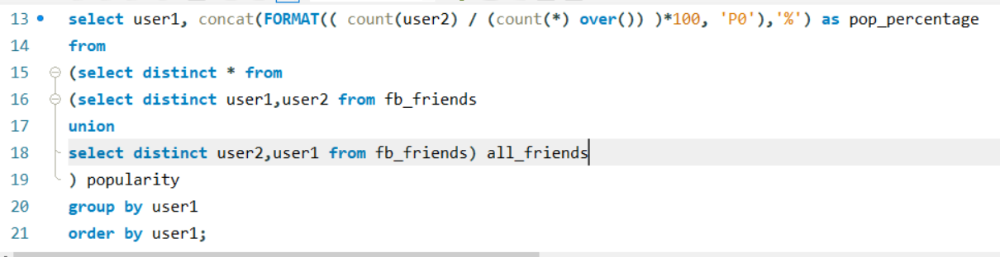 13 select user1, concat(FORMAT(( count(user2) / (count(*) over()) )*100, 'P0'),'%') as pop_percentage
14 from
15 (select distinct * from
16 (select distinct user1,user2 from fb_friends
17 union
18 select distinct user2,user1 from fb_friends) all_friends
19 ) popularity
20 group by user1
21 order by user1;